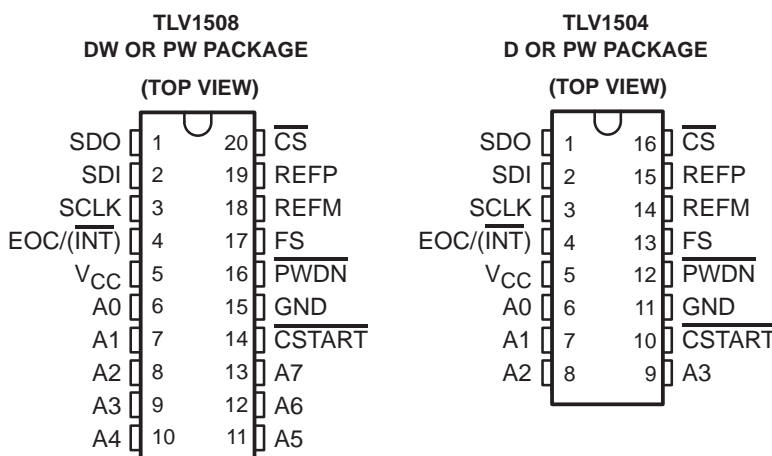 TLV1508
DW OR PW PACKAGE
(TOP VIEW)
SDO 1 20 CS
SDI 2 19 REFP
SCLK 3 18 REFM
EOC/(INT) 4 17 FS
VCC 5 16 PWDN
A0 6 15 GND
A1 7 14 CSTART
A2 8 13 A7
A3 9 12 A6
A4 10 11 A5
TLV1504
D OR PW PACKAGE
(TOP VIEW)
SDO 1 16 CS
SDI 2 15 REFP
SCLK 3 14 REFM
EOC/(INT) 4 13 FS
VCC 5 12 PWDN
A0 6 11 GND
A1 7 10 CSTART
A2 8 9 A3